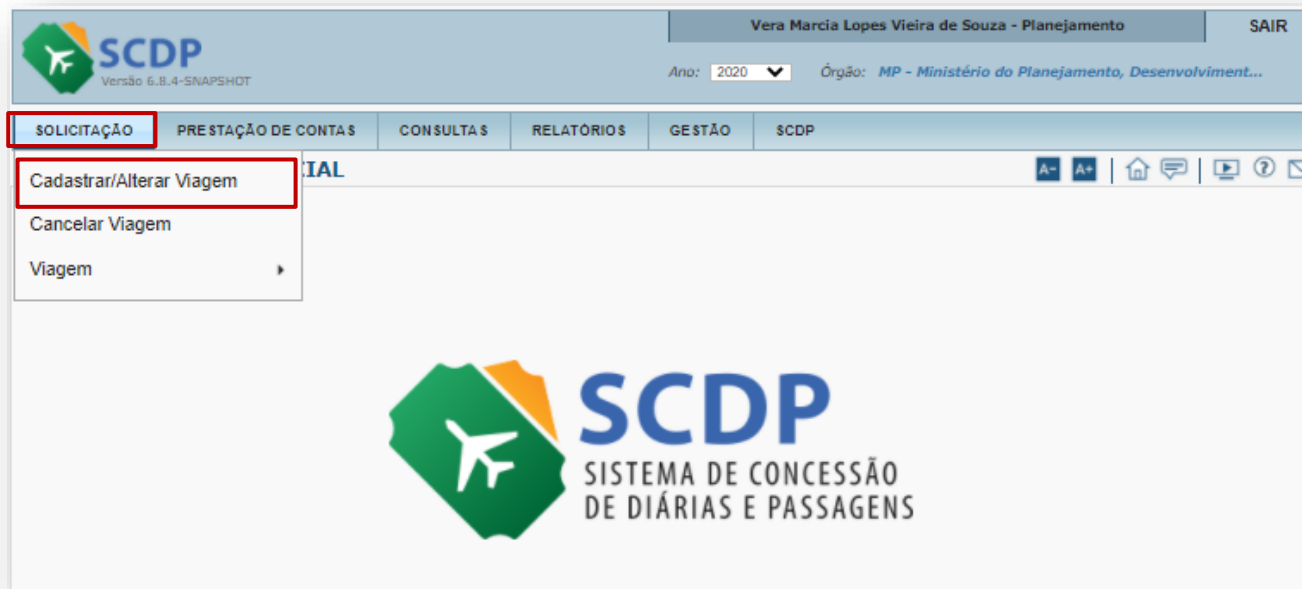 Vera Marcia Lopes Vieira de Souza - Planejamento
SAIR
SCDP
Versão 6.8.4-SNAPSHOT
Ano: 2020 Órgão: MP - Ministério do Planejamento, Desenvolviment...
SOLICITAÇÃO PRESTAÇÃO DE CONTAS CONSULTAS RELATÓRIOS GESTÃO SCDP
CIAL
A- A+ ?
Cadastrar/Alterar Viagem
Cancelar Viagem
Viagem
SCDP
SISTEMA DE CONCESSÃO
DE DIÁRIAS E PASSAGENS